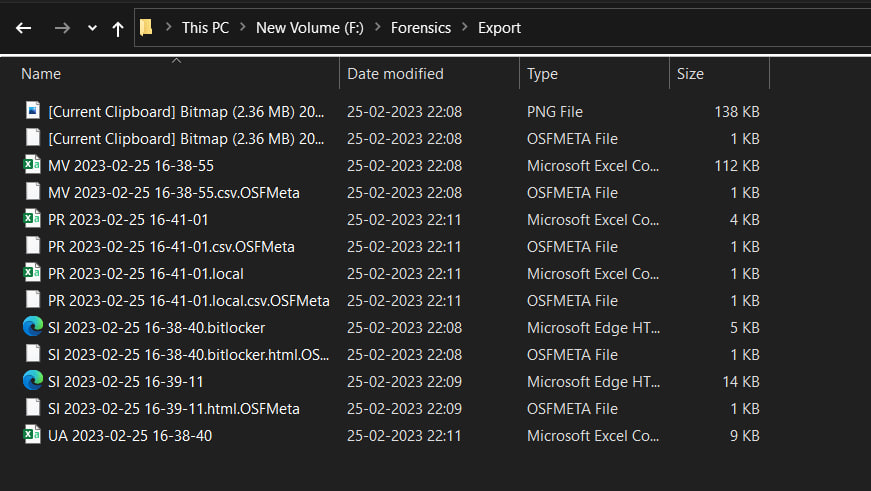 This PC > New Volume (F:) > Forensics > Export
Name Date modified Type Size
[Current Clipboard] Bitmap (2.36 MB) 20... 25-02-2023 22:08 PNG File 138 KB
[Current Clipboard] Bitmap (2.36 MB) 20... 25-02-2023 22:08 OSFMETA File 1 KB
MV 2023-02-25 16-38-55 25-02-2023 22:08 Microsoft Excel Co... 112 KB
MV 2023-02-25 16-38-55.csv.OSFMeta 25-02-2023 22:08 OSFMETA File 1 KB
PR 2023-02-25 16-41-01 25-02-2023 22:11 Microsoft Excel Co... 4 KB
PR 2023-02-25 16-41-01.csv.OSFMeta 25-02-2023 22:11 OSFMETA File 1 KB
PR 2023-02-25 16-41-01.local 25-02-2023 22:11 Microsoft Excel Co... 1 KB
PR 2023-02-25 16-41-01.local.csv.OSFMeta 25-02-2023 22:11 OSFMETA File 1 KB
SI 2023-02-25 16-38-40.bitlocker 25-02-2023 22:08 Microsoft Edge HT... 5 KB
SI 2023-02-25 16-38-40.bitlocker.html.OS... 25-02-2023 22:08 OSFMETA File 1 KB
SI 2023-02-25 16-39-11 25-02-2023 22:09 Microsoft Edge HT... 14 KB
SI 2023-02-25 16-39-11.html.OSFMeta 25-02-2023 22:09 OSFMETA File 1 KB
UA 2023-02-25 16-38-40 25-02-2023 22:11 Microsoft Excel Co... 9 KB